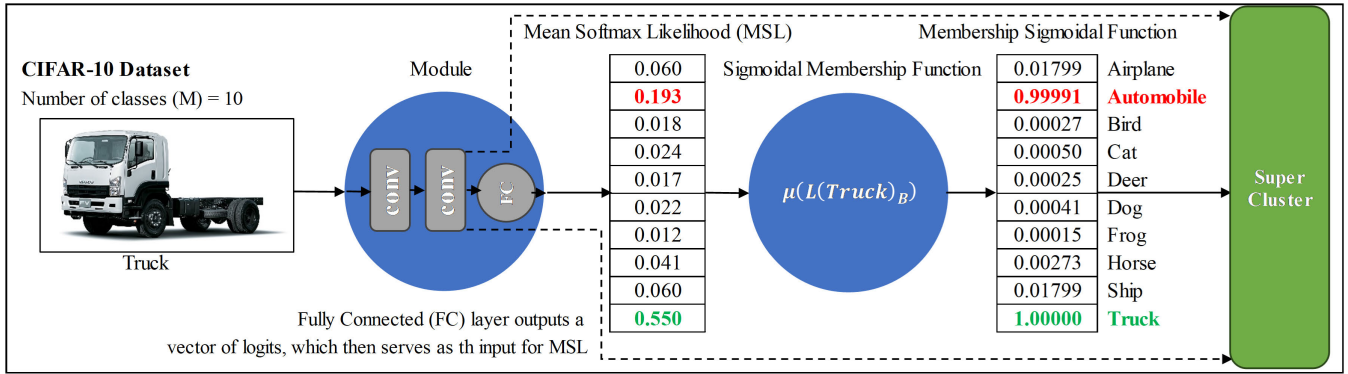 Mean Softmax Likelihood (MSL)
Membership Sigmoidal Function
CIFAR-10 Dataset
Number of classes (M) = 10
Module
Sigmoidal Membership Function
Truck
conv
conv
FC
0.060
0.193
0.018
0.024
0.017
0.022
0.012
0.041
0.060
0.550
μ(L(Truck)_B)
0.01799 Airplane
0.99991 Automobile
0.00027 Bird
0.00050 Cat
0.00025 Deer
0.00041 Dog
0.00015 Frog
0.00273 Horse
0.01799 Ship
1.00000 Truck
Super
Cluster
Fully Connected (FC) layer outputs a
vector of logits, which then serves as th input for MSL